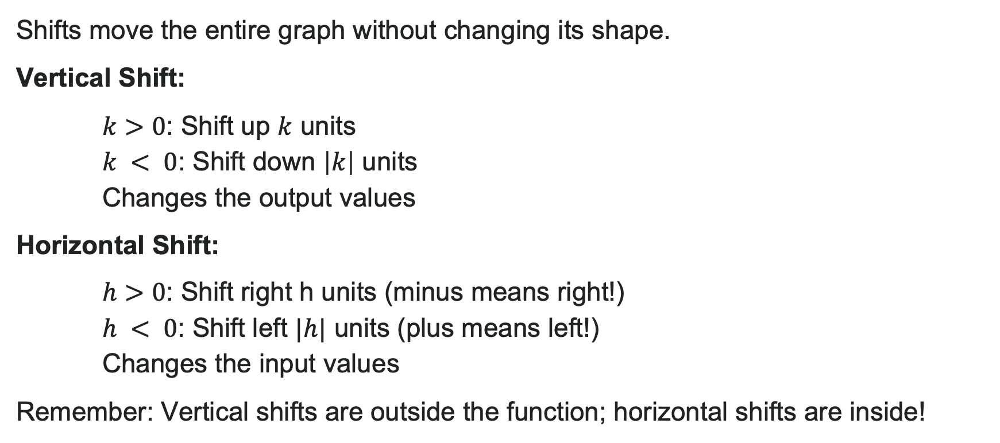 Shifts move the entire graph without changing its shape.
Vertical Shift:
k > 0: Shift up k units
k < 0: Shift down |k| units
Changes the output values
Horizontal Shift:
h > 0: Shift right h units (minus means right!)
h < 0: Shift left |h| units (plus means left!)
Changes the input values
Remember: Vertical shifts are outside the function; horizontal shifts are inside!